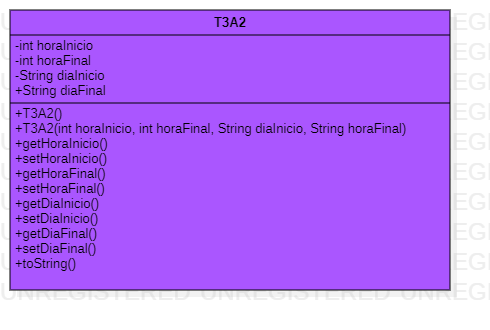 T3A2
-int horaInicio
-int horaFinal
-String diaInicio
+String diaFinal
+T3A2()
+T3A2(int horaInicio, int horaFinal, String diaInicio, String horaFinal)
+getHoraInicio()
+setHoraInicio()
+getHoraFinal()
+setHoraFinal()
+getDiaInicio()
+setDiaInicio()
+getDiaFinal()
+setDiaFinal()
+toString()
UNREGISTERED UNREGISTERED UNREGI